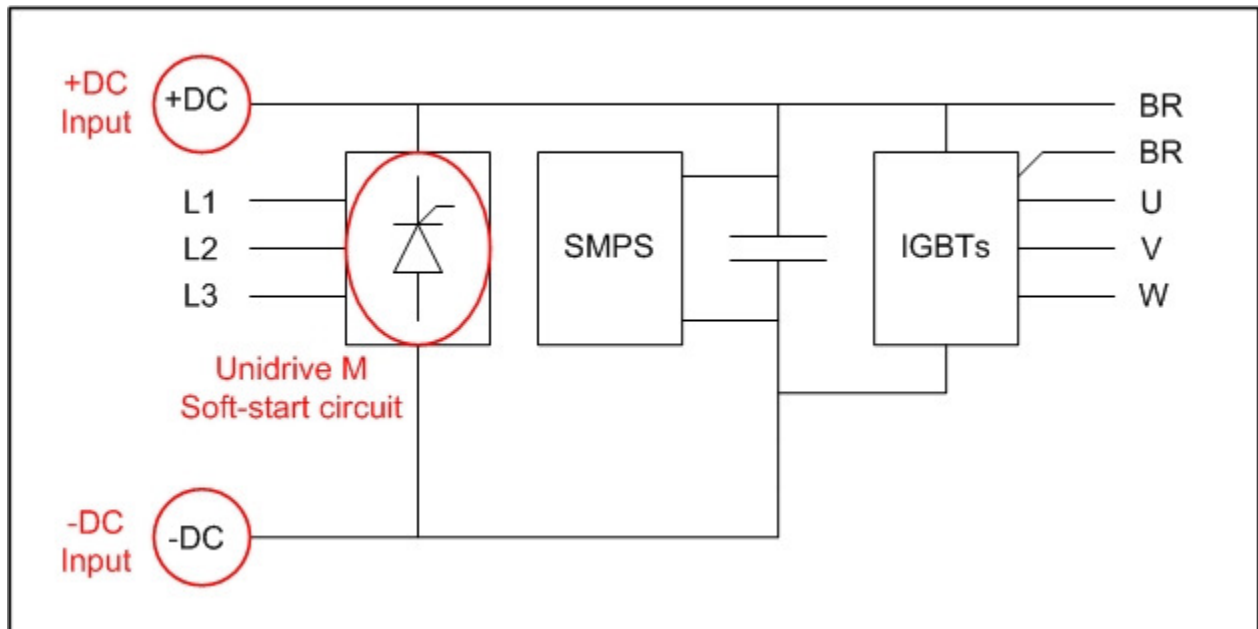 +DC
Input
+DC
BR
BR
L1
U
L2
SMPS
IGBTs
V
L3
W
Unidrive M
Soft-start circuit
-DC
Input
-DC